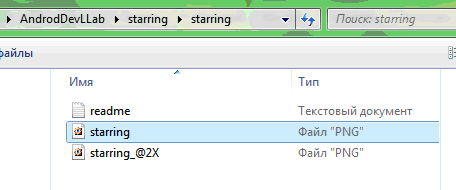 AndrodDevLLab ▸ starring ▸ starring
Поиск: starring
файлы
Имя Тип
readme Текстовый документ
starring Файл "PNG"
starring_@2X Файл "PNG"